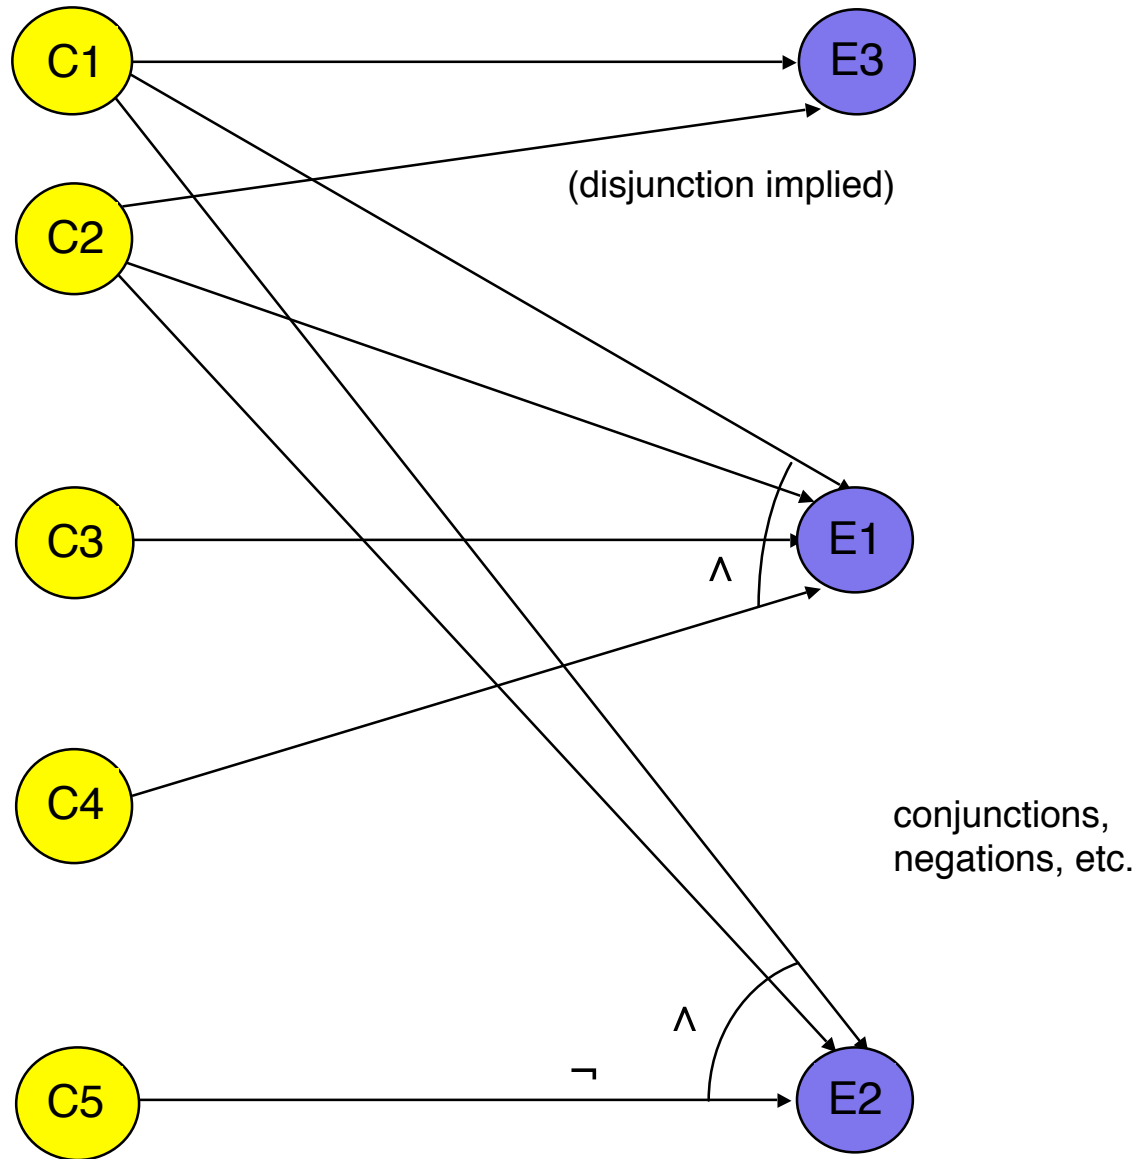 C1
E3
(disjunction implied)
C2
C3
E1
∧
C4
conjunctions,
negations, etc.
∧
¬
C5
E2